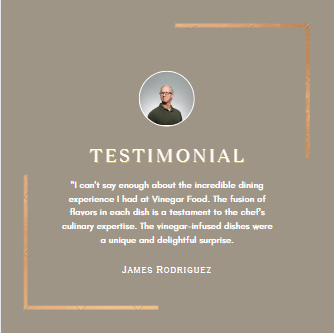 TESTIMONIAL
"I can't say enough about the incredible dining
experience I had at Vinegar Food. The fusion of
flavors in each dish is a testament to the chef's
culinary expertise. The vinegar-infused dishes were
a unique and delightful surprise.
James Rodriguez